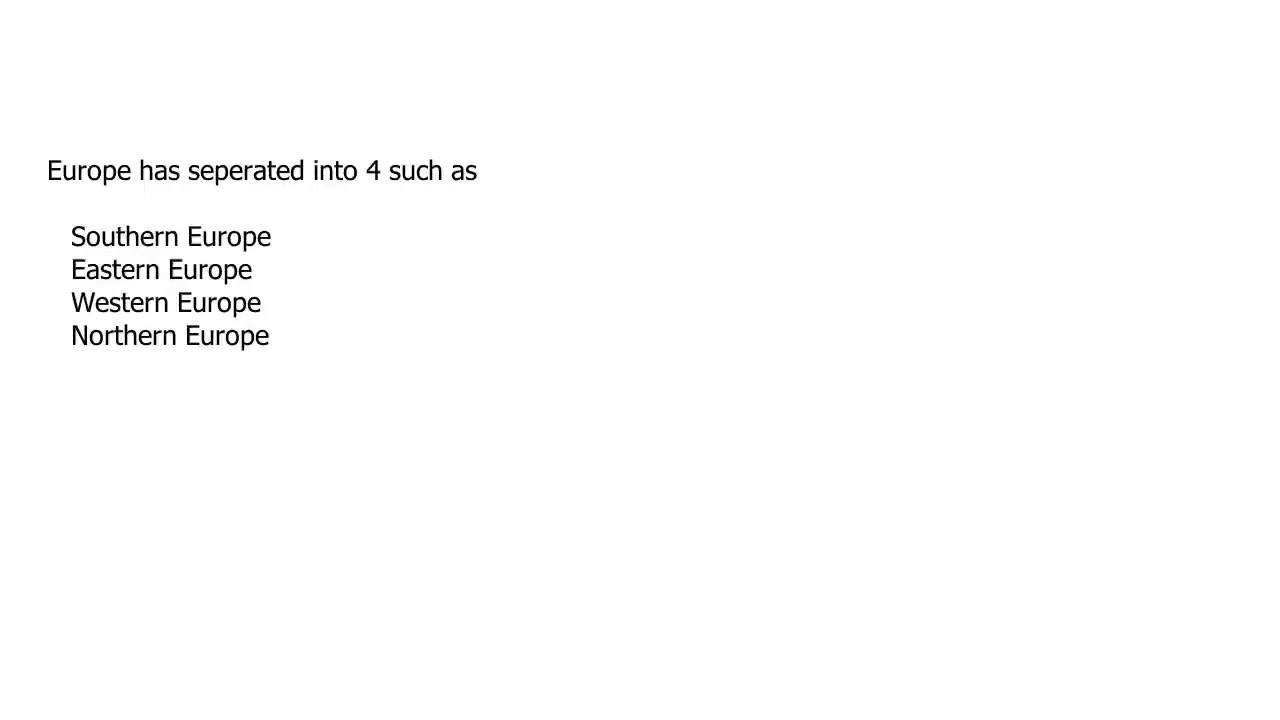 Europe has seperated into 4 such as
Southern Europe
Eastern Europe
Western Europe
Northern Europe